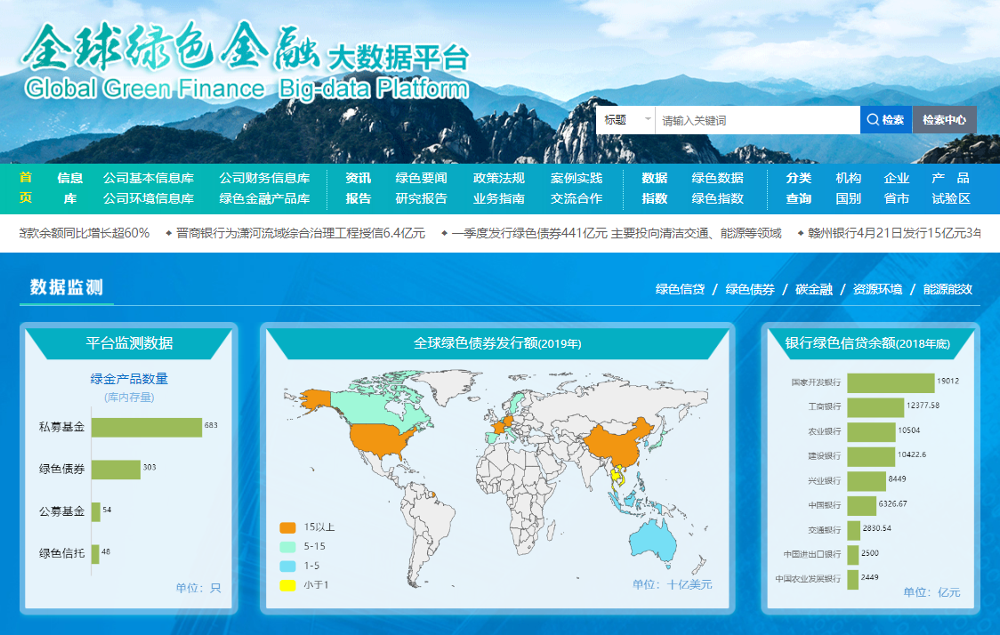 全球绿色金融大数据平台
Global Green Finance Big-data Platform
标题 请输入关键词 检索 检索中心
首页 信息库 公司基本信息库 公司财务信息库 资讯 绿色要闻 政策法规 案例实践 数据 绿色数据 分类 机构 企业 产品
公司环境信息库 绿色金融产品库 报告 研究报告 业务指南 交流合作 指数 绿色指数 查询 国别 省市 试验区
贷款余额同比增长超60% ◆ 晋商银行为潇河流域综合治理工程授信6.4亿元 ◆ 一季度发行绿色债券441亿元 主要投向清洁交通、能源等领域 ◆ 赣州银行4月21日发行15亿元3年
数据监测
绿色信贷 / 绿色债券 / 碳金融 / 资源环境 / 能源能效
平台监测数据
绿金产品数量
(库内存量)
私募基金 683
绿色债券 303
公募基金 54
绿色信托 48
单位：只
全球绿色债券发行额(2019年)
15以上
5-15
1-5
小于1
单位：十亿美元
银行绿色信贷余额(2018年底)
国家开发银行 19012
工商银行 12377.58
农业银行 10504
建设银行 10422.6
兴业银行 8449
中国银行 6326.67
交通银行 2830.54
中国进出口银行 2500
中国农业发展银行 2449
单位：亿元